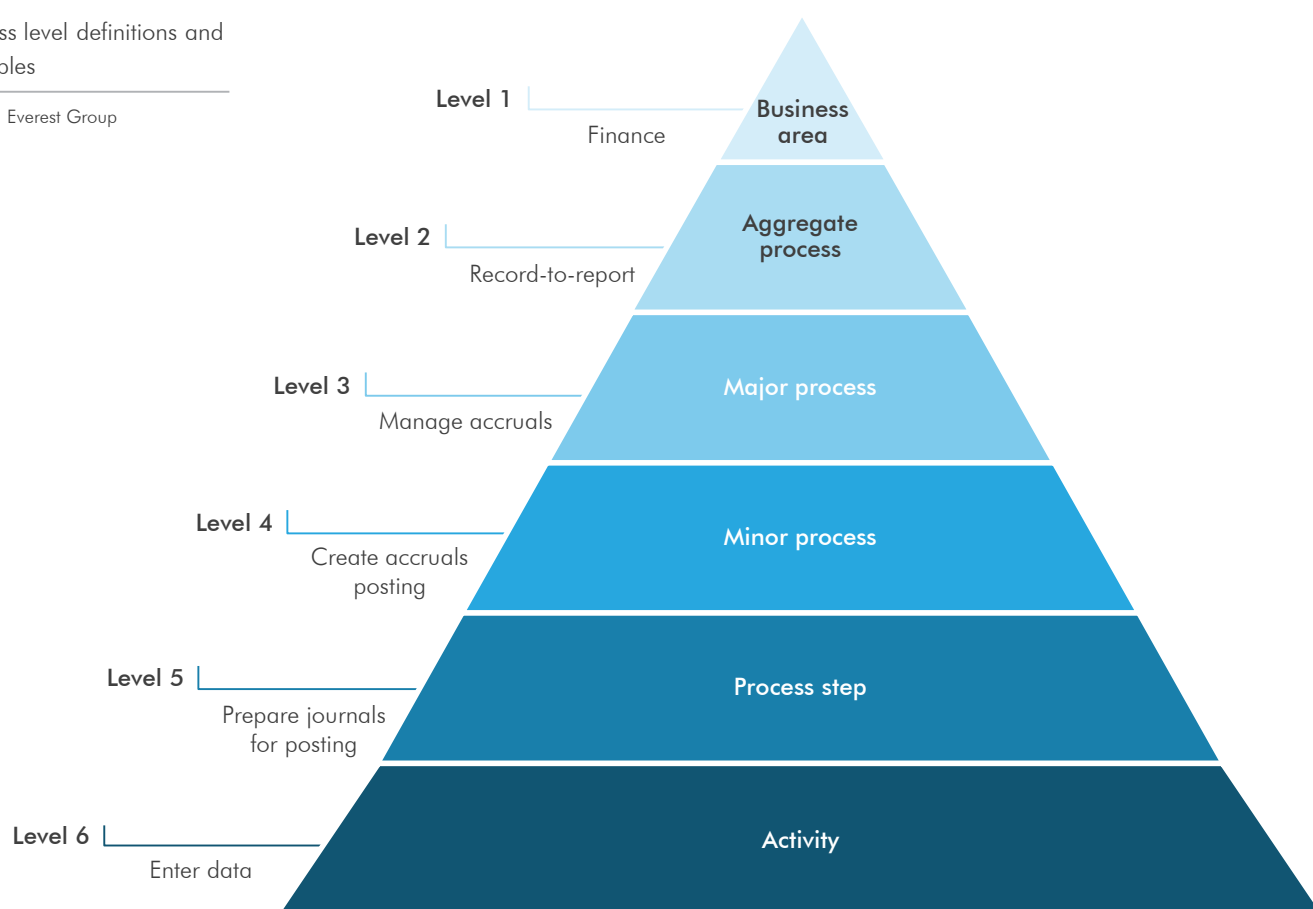 level definitions and
Everest Group
Level 1
Finance
Business
area
Level 2
Record-to-report
Aggregate
process
Level 3
Manage accruals
Major process
Level 4
Create accruals
posting
Minor process
Level 5
Prepare journals
for posting
Process step
Level 6
Enter data
Activity